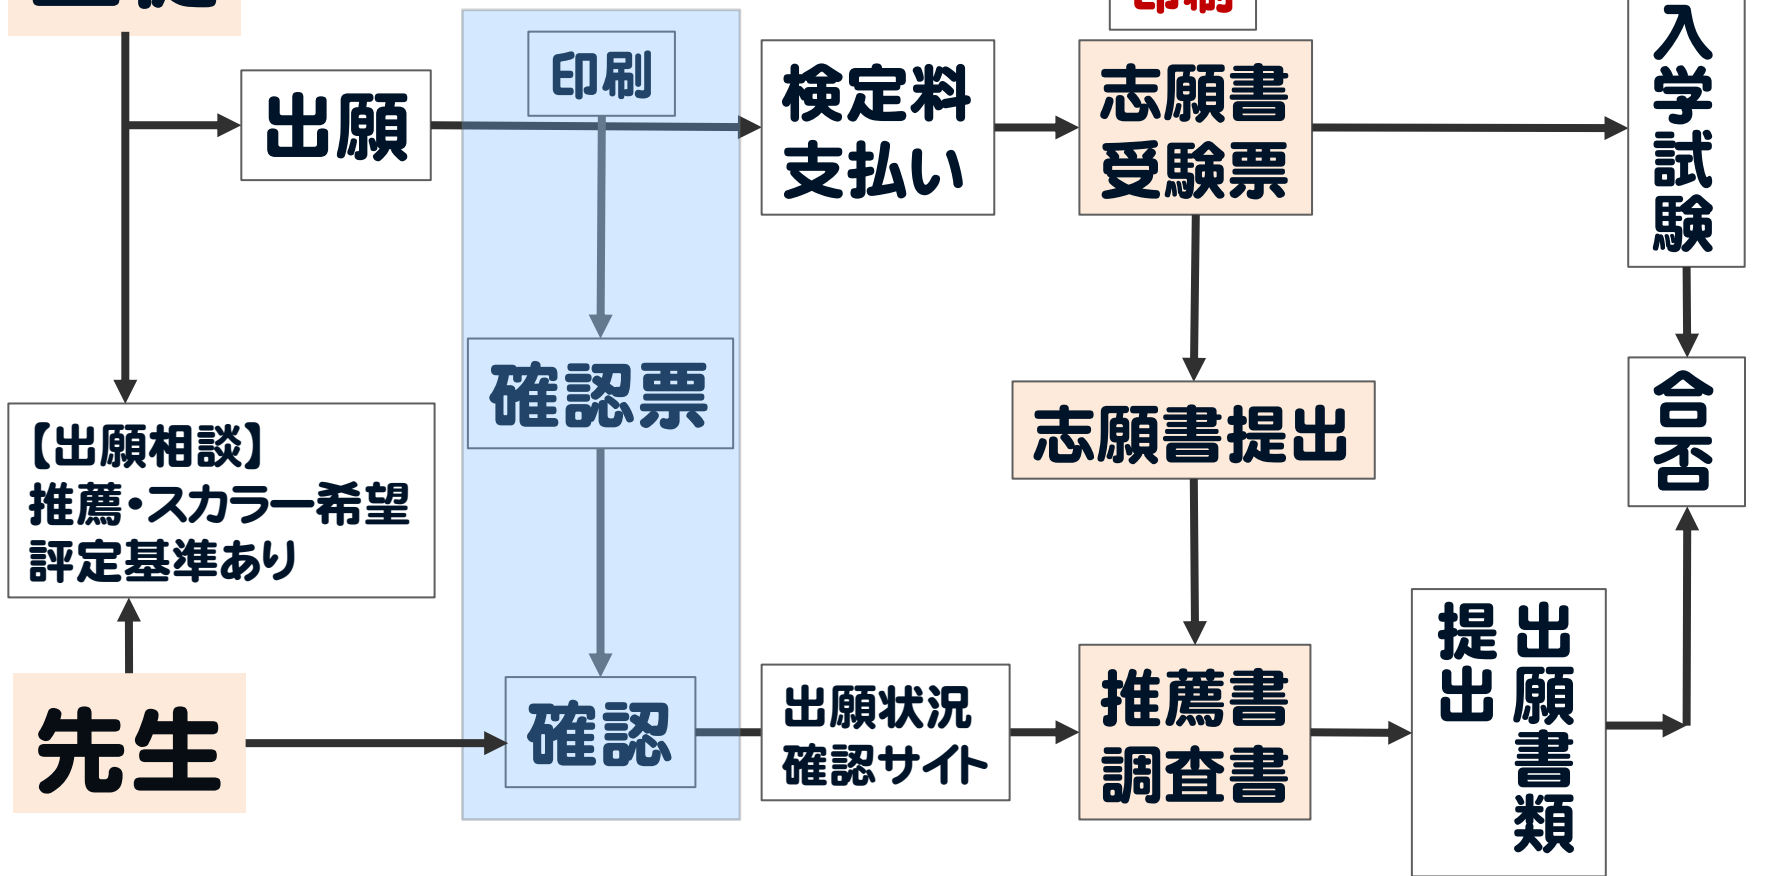 印刷
印刷
出願
検定料
支払い
志願書
受験票
入学試験
確認票
【出願相談】
推薦・スカラー希望
評定基準あり
志願書提出
合否
先生
確認
出願状況
確認サイト
推薦書
調査書
出願書類
提出